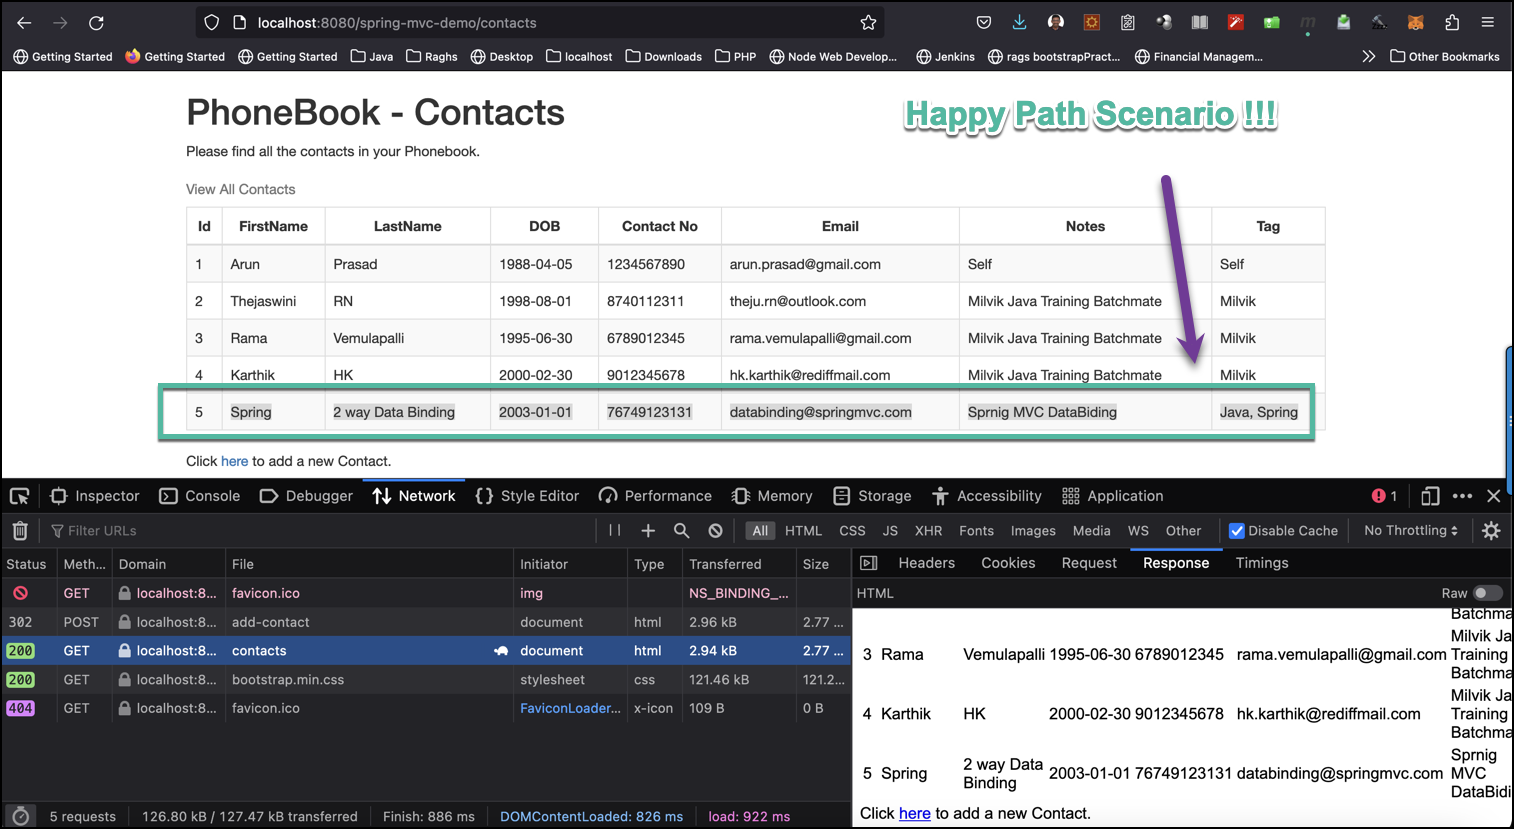 localhost:8080/spring-mvc-demo/contacts
Getting Started Getting Started Getting Started Java Raghs Desktop localhost Downloads PHP Node Web Develop... Jenkins rags bootstrapPract... Financial Managem... Other Bookmarks
PhoneBook - Contacts
Happy Path Scenario !!!
Please find all the contacts in your Phonebook.
View All Contacts
Id FirstName LastName DOB Contact No Email Notes Tag
1 Arun Prasad 1988-04-05 1234567890 arun.prasad@gmail.com Self Self
2 Thejaswini RN 1998-08-01 8740112311 theju.rn@outlook.com Milvik Java Training Batchmate Milvik
3 Rama Vemulapalli 1995-06-30 6789012345 rama.vemulapalli@gmail.com Milvik Java Training Batchmate Milvik
4 Karthik HK 2000-02-30 9012345678 hk.karthik@rediffmail.com Milvik Java Training Batchmate Milvik
5 Spring 2 way Data Binding 2003-01-01 76749123131 databinding@springmvc.com Sprnig MVC DataBiding Java, Spring
Click here to add a new Contact.
Inspector Console Debugger Network Style Editor Performance Memory Storage Accessibility Application 1
Filter URLs All HTML CSS JS XHR Fonts Images Media WS Other Disable Cache No Throttling
Status Meth... Domain File Initiator Type Transferred Size
GET localhost:8... favicon.ico img NS_BINDING_...
302 POST localhost:8... add-contact document html 2.96 kB 2.77 ...
200 GET localhost:8... contacts document html 2.94 kB 2.77 ...
200 GET localhost:8... bootstrap.min.css stylesheet css 121.46 kB 121.2...
404 GET localhost:8... favicon.ico FaviconLoader... x-icon 109 B 0 B
5 requests 126.80 kB / 127.47 kB transferred Finish: 886 ms DOMContentLoaded: 826 ms load: 922 ms
Headers Cookies Request Response Timings
HTML Raw
Batchma
Milvik Ja
3 Rama Vemulapalli 1995-06-30 6789012345 rama.vemulapalli@gmail.com Training
Batchma
Milvik Ja
4 Karthik HK 2000-02-30 9012345678 hk.karthik@rediffmail.com Training
Batchma
Sprnig
5 Spring 2 way Data Binding 2003-01-01 76749123131 databinding@springmvc.com MVC
DataBidi
Click here to add a new Contact.